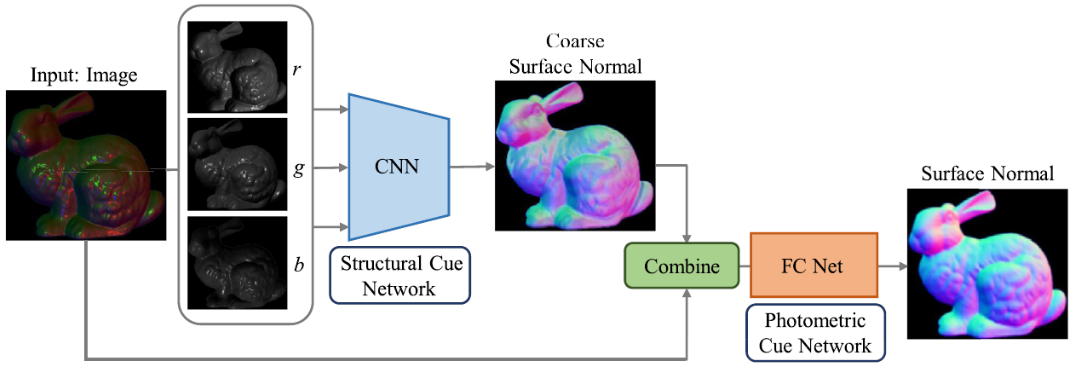 Input: Image
r
g
b
CNN
Structural Cue
Network
Coarse
Surface Normal
Combine
FC Net
Photometric
Cue Network
Surface Normal